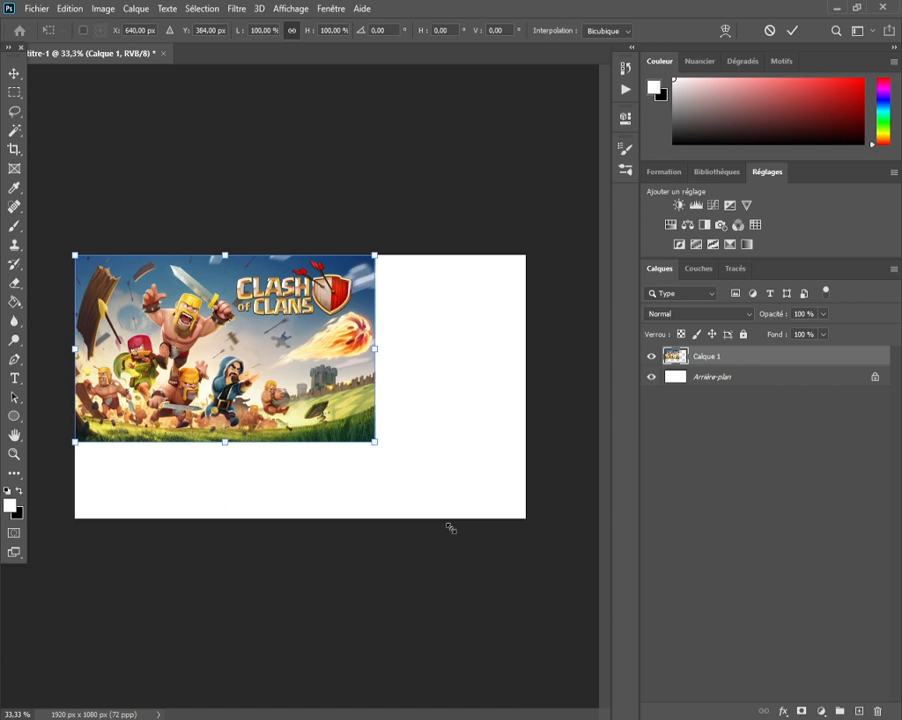 Ps Fichier Edition Image Calque Texte Sélection Filtre 3D Affichage Fenêtre Aide
X: 640,00 px Y: 384,00 px L: 100,00 % H: 100,00 % 0,00 ° H: 0,00 ° V: 0,00 ° Interpolation : Bicubique
titre-1 @ 33,3% (Calque 1, RVB/8) * ×
Couleur Nuancier Dégradés Motifs
Formation Bibliothèques Réglages
Ajouter un réglage
CLASH
OF CLANS
Calques Couches Tracés
Type
Normal Opacité : 100 %
Verrou : Fond : 100 %
Calque 1
Arrière-plan
33,33 % 1920 px x 1080 px (72 ppp)